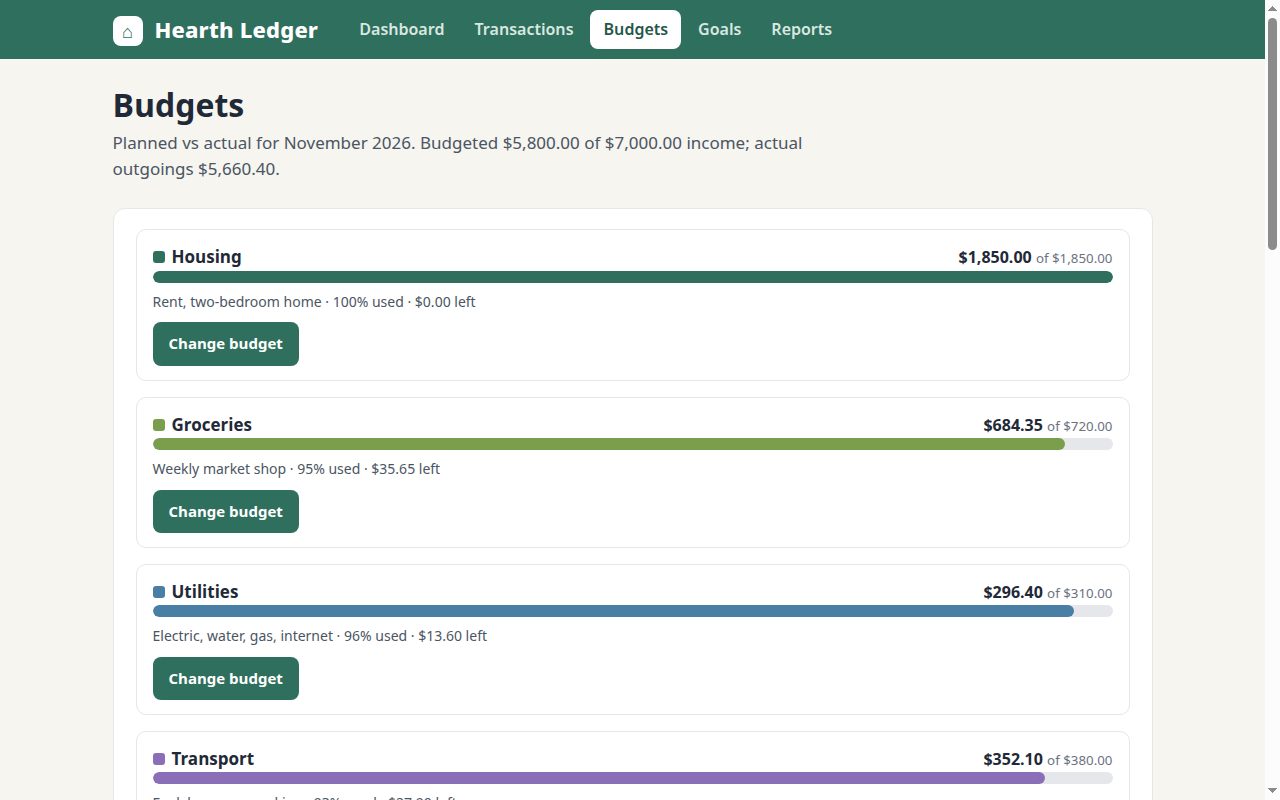 Hearth Ledger Dashboard Transactions Budgets Goals Reports
Budgets
Planned vs actual for November 2026. Budgeted $5,800.00 of $7,000.00 income; actual
outgoings $5,660.40.
Housing $1,850.00 of $1,850.00
Rent, two-bedroom home · 100% used · $0.00 left
Change budget
Groceries $684.35 of $720.00
Weekly market shop · 95% used · $35.65 left
Change budget
Utilities $296.40 of $310.00
Electric, water, gas, internet · 96% used · $13.60 left
Change budget
Transport $352.10 of $380.00